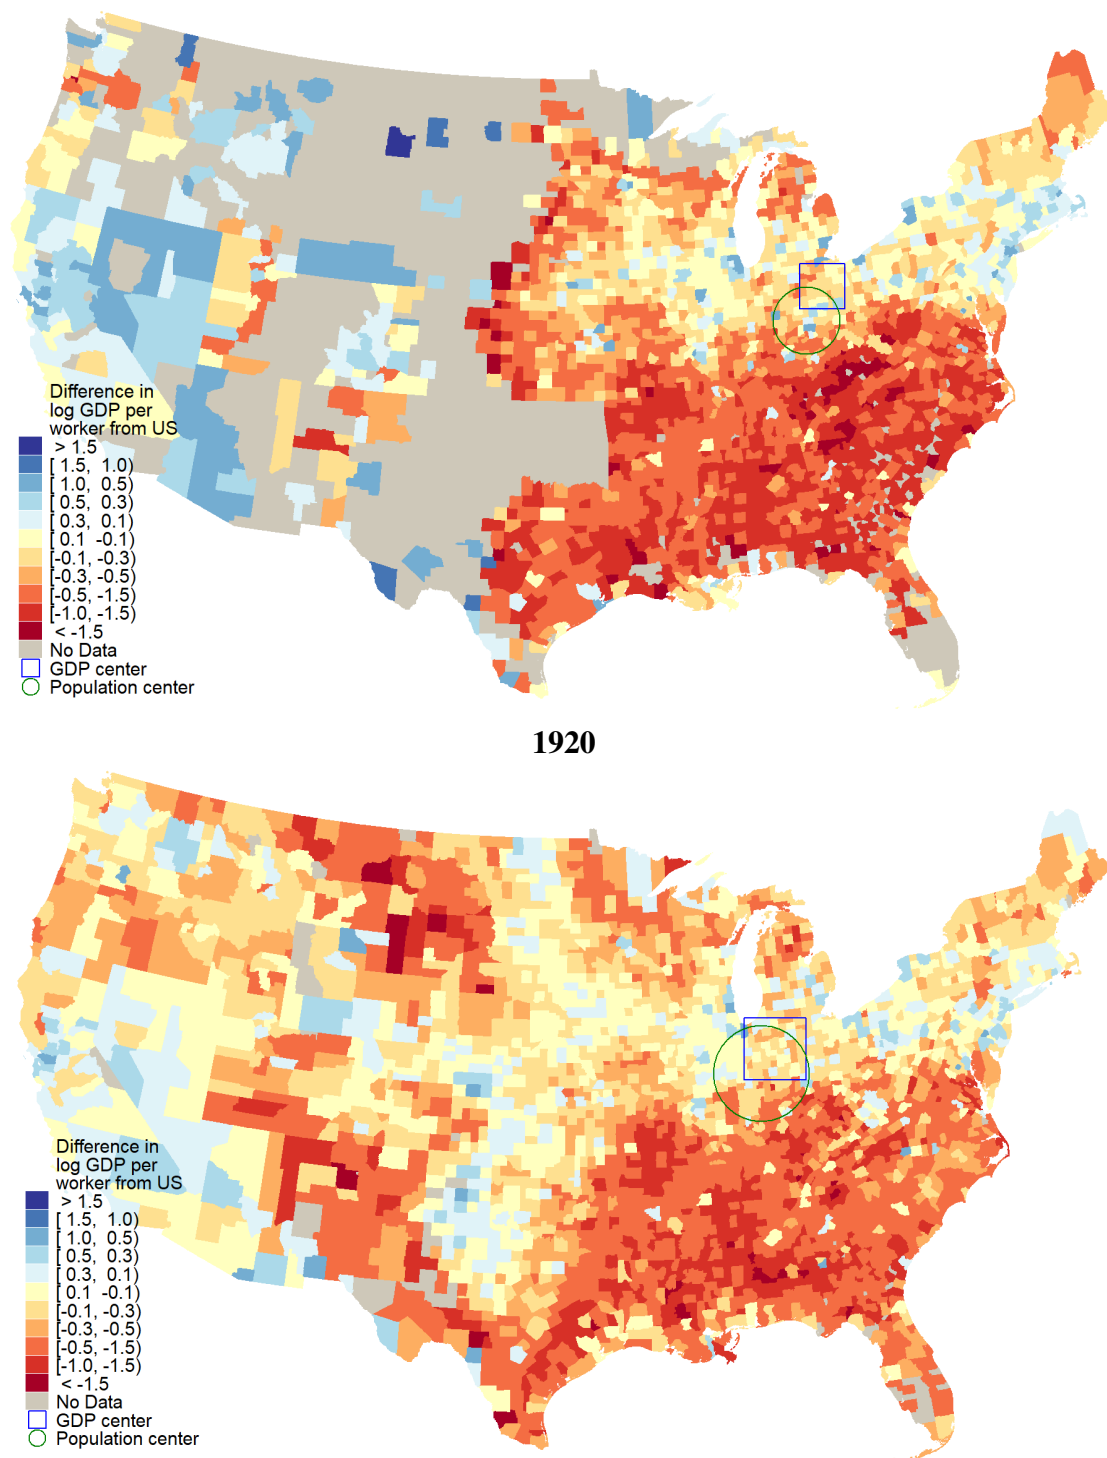 Difference in
log GDP per
worker from US
> 1.5
[ 1.5,  1.0)
[ 1.0,  0.5)
[ 0.5,  0.3)
[ 0.3,  0.1)
[ 0.1, -0.1)
[-0.1, -0.3)
[-0.3, -0.5)
[-0.5, -1.5)
[-1.0, -1.5)
< -1.5
No Data
GDP center
Population center
1920
Difference in
log GDP per
worker from US
> 1.5
[ 1.5,  1.0)
[ 1.0,  0.5)
[ 0.5,  0.3)
[ 0.3,  0.1)
[ 0.1, -0.1)
[-0.1, -0.3)
[-0.3, -0.5)
[-0.5, -1.5)
[-1.0, -1.5)
< -1.5
No Data
GDP center
Population center